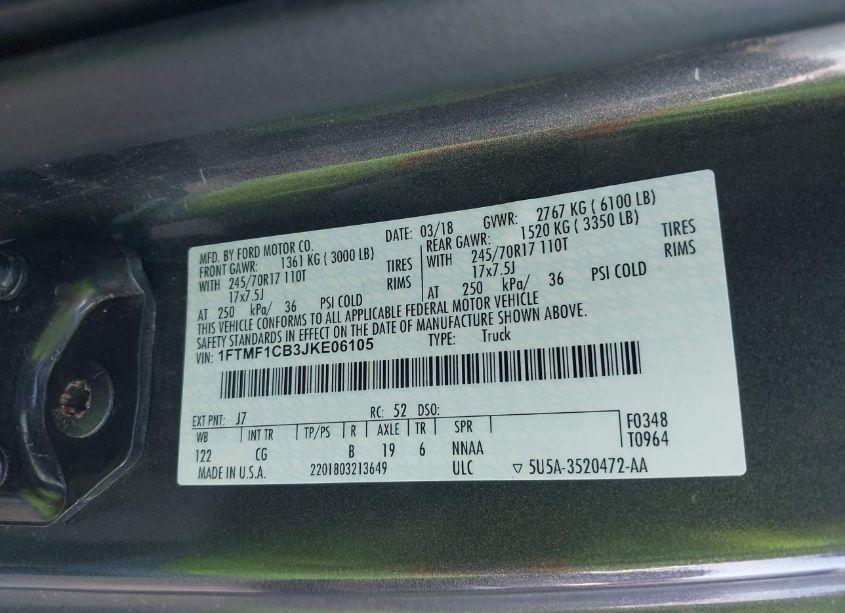 MFD. BY FORD MOTOR CO.
DATE: 03/18 GVWR: 2767 KG ( 6100 LB)
FRONT GAWR: 1361 KG ( 3000 LB)
WITH 245/70R17 110T TIRES
17x7.5J RIMS
AT 250 kPa/ 36 PSI COLD
REAR GAWR: 1520 KG ( 3350 LB)
WITH 245/70R17 110T TIRES
17x7.5J RIMS
AT 250 kPa/ 36 PSI COLD
THIS VEHICLE CONFORMS TO ALL APPLICABLE FEDERAL MOTOR VEHICLE
SAFETY STANDARDS IN EFFECT ON THE DATE OF MANUFACTURE SHOWN ABOVE.
VIN: 1FTMF1CB3JKE06105 TYPE: Truck
EXT PNT: J7 RC: 52 DSO:
WB INT TR TP/PS R AXLE TR SPR
122 CG B 19 6 NNAA
F0348
T0964
MADE IN U.S.A. 2201803213649 ULC ▽ 5U5A-3520472-AA